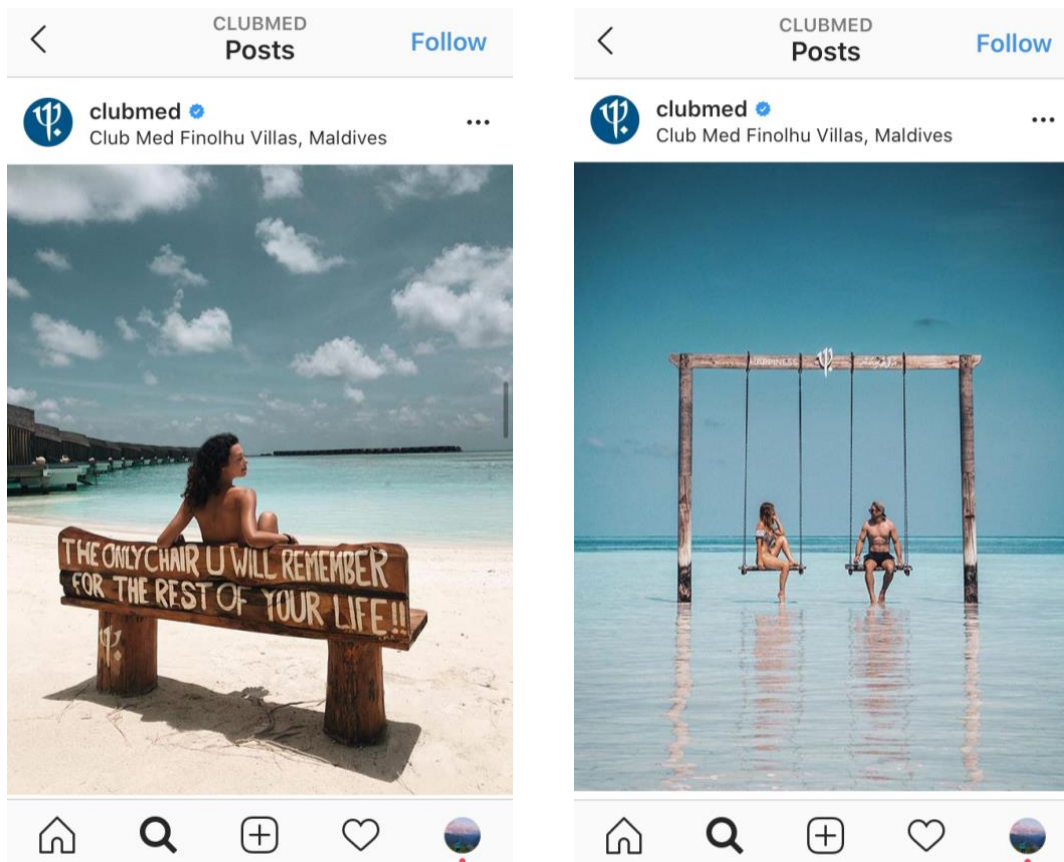 CLUBMED
Posts
Follow
clubmed
Club Med Finolhu Villas, Maldives
THE ONLY CHAIR U WILL REMEMBER
FOR THE REST OF YOUR LIFE!!
CLUBMED
Posts
Follow
clubmed
Club Med Finolhu Villas, Maldives
HAPPINESS